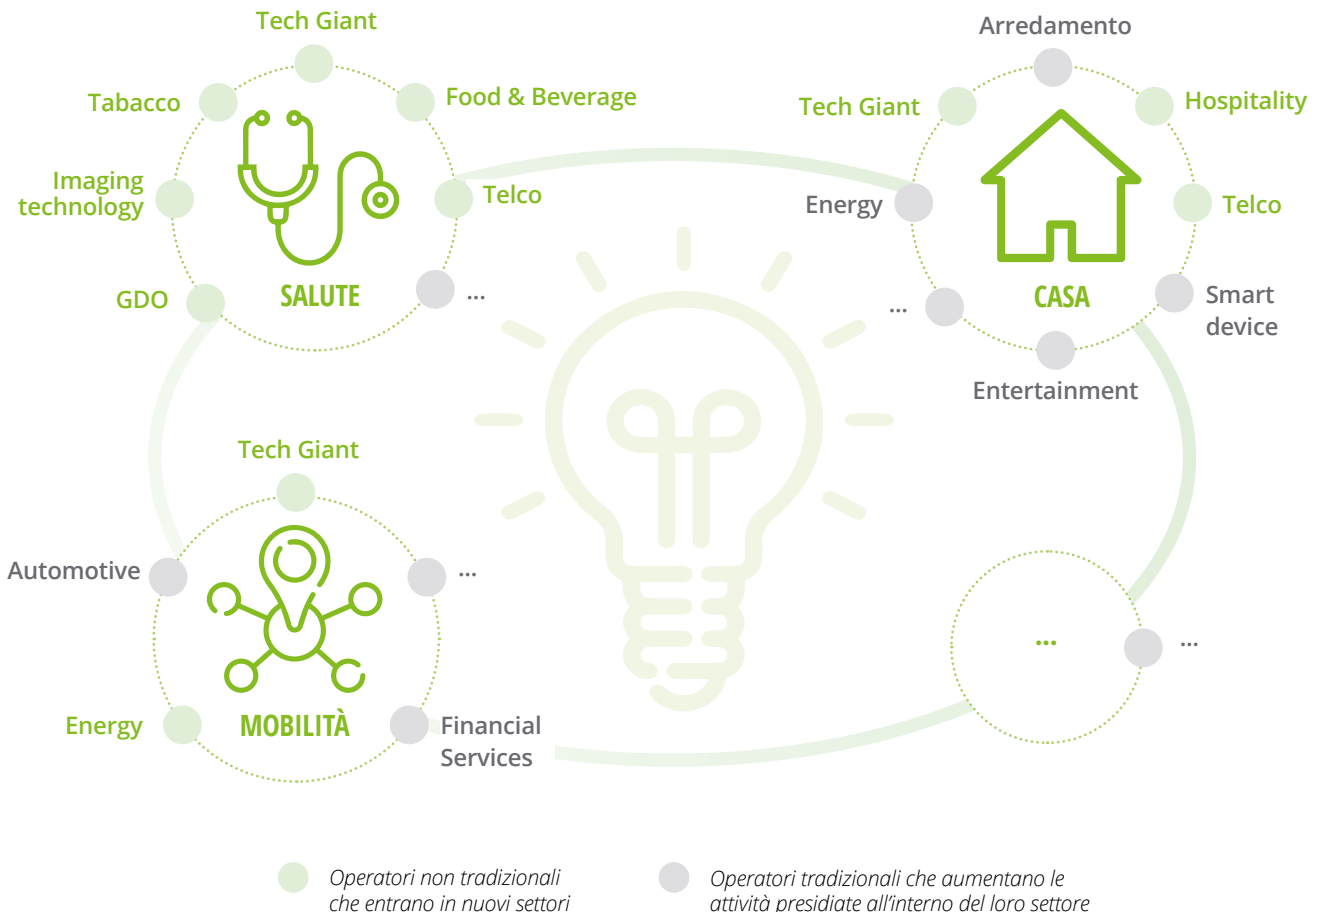 Tech Giant
Tabacco
Food & Beverage
Imaging
technology
Telco
GDO
...
SALUTE
Arredamento
Tech Giant
Hospitality
Energy
Telco
...
Smart
device
CASA
Entertainment
Tech Giant
Automotive
...
Energy
MOBILITÀ
Financial
Services
...
...
Operatori non tradizionali
che entrano in nuovi settori
Operatori tradizionali che aumentano le
attività presidiate all'interno del loro settore